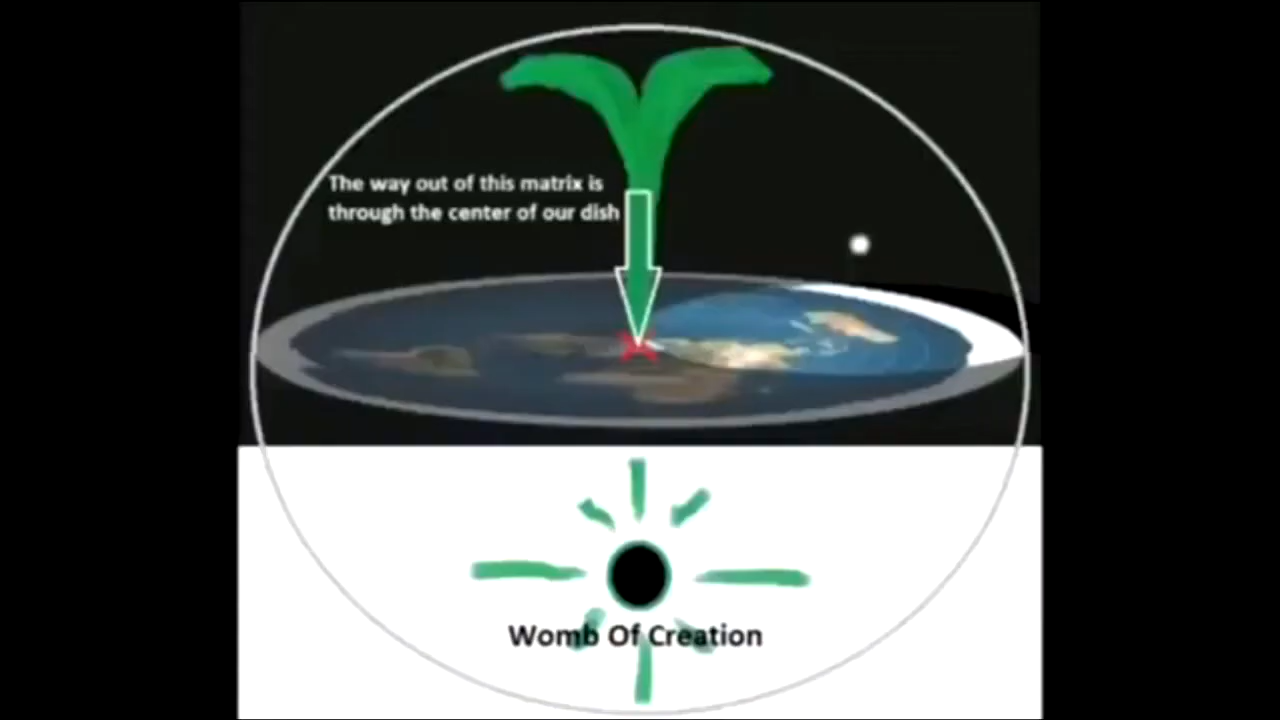 The way out of this matrix is
through the center of our dish
Womb Of Creation